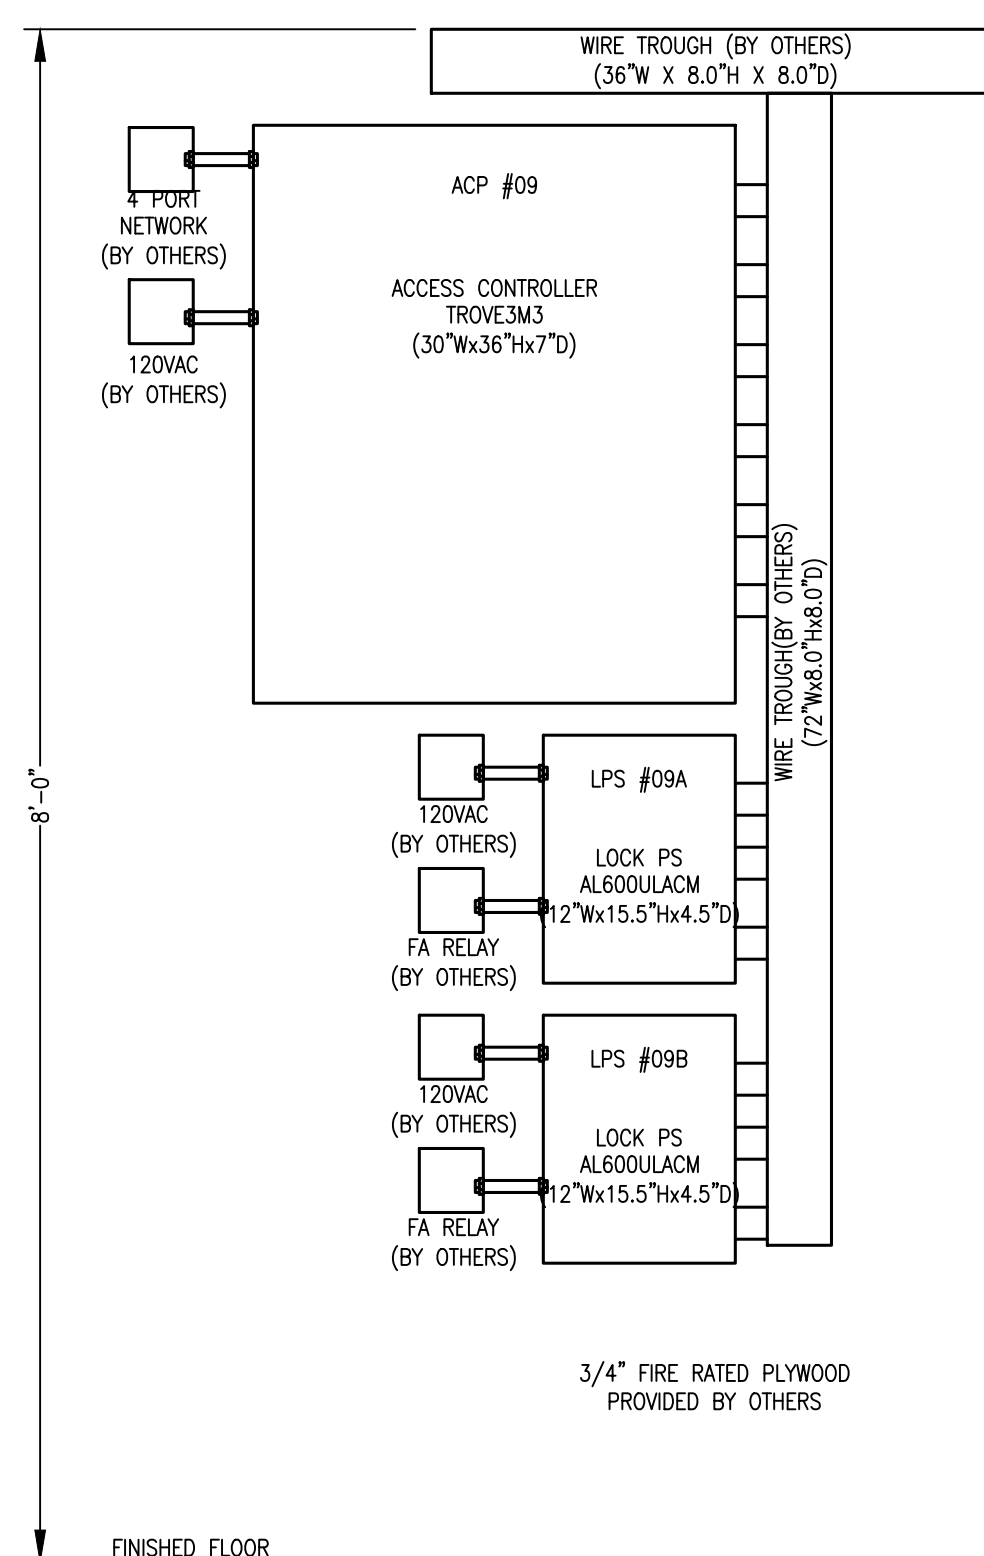 WIRE TROUGH (BY OTHERS)
(36"W X 8.0"H X 8.0"D)
ACP #09
4 PORT
NETWORK
(BY OTHERS)
ACCESS CONTROLLER
TROVE3M3
(30"Wx36"Hx7"D)
120VAC
(BY OTHERS)
WIRE TROUGH(BY OTHERS)
(72"Wx8.0"Hx8.0"D)
8'-0"
LPS #09A
120VAC
(BY OTHERS)
LOCK PS
AL600ULACM
(12"Wx15.5"Hx4.5"D)
FA RELAY
(BY OTHERS)
LPS #09B
120VAC
(BY OTHERS)
LOCK PS
AL600ULACM
(12"Wx15.5"Hx4.5"D)
FA RELAY
(BY OTHERS)
3/4" FIRE RATED PLYWOOD
PROVIDED BY OTHERS
FINISHED FLOOR